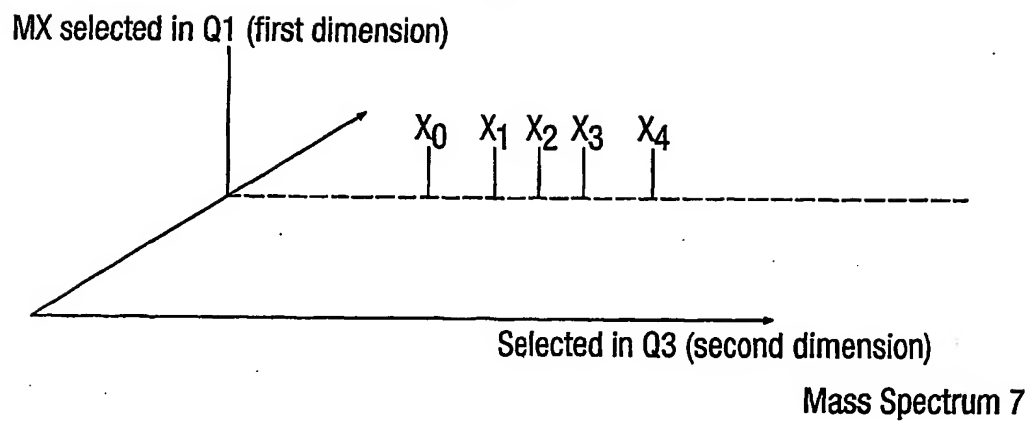 MX selected in Q1 (first dimension)
X0 X1 X2 X3 X4
Selected in Q3 (second dimension)
Mass Spectrum 7